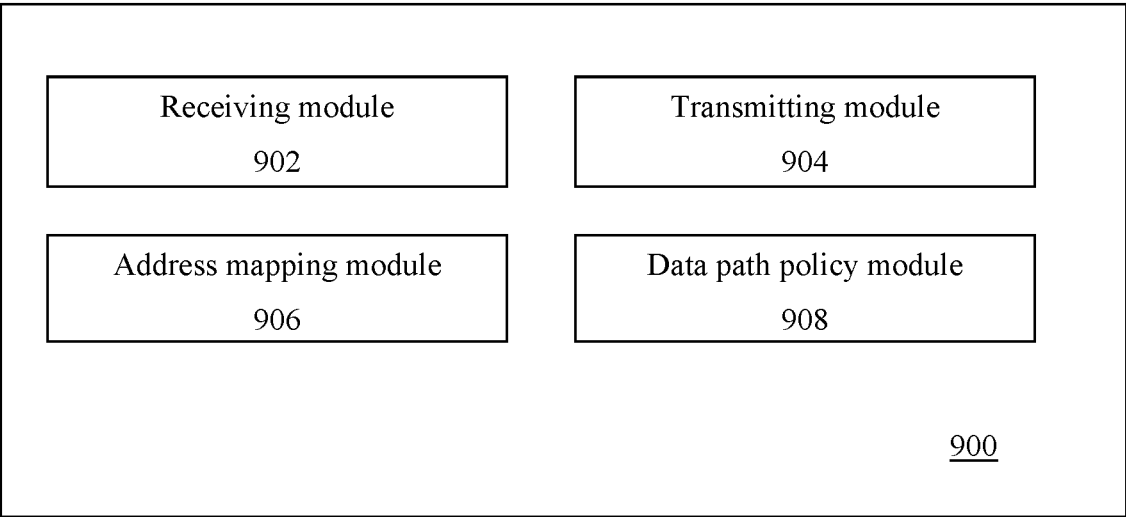 Receiving module
902
Transmitting module
904
Address mapping module
906
Data path policy module
908
900